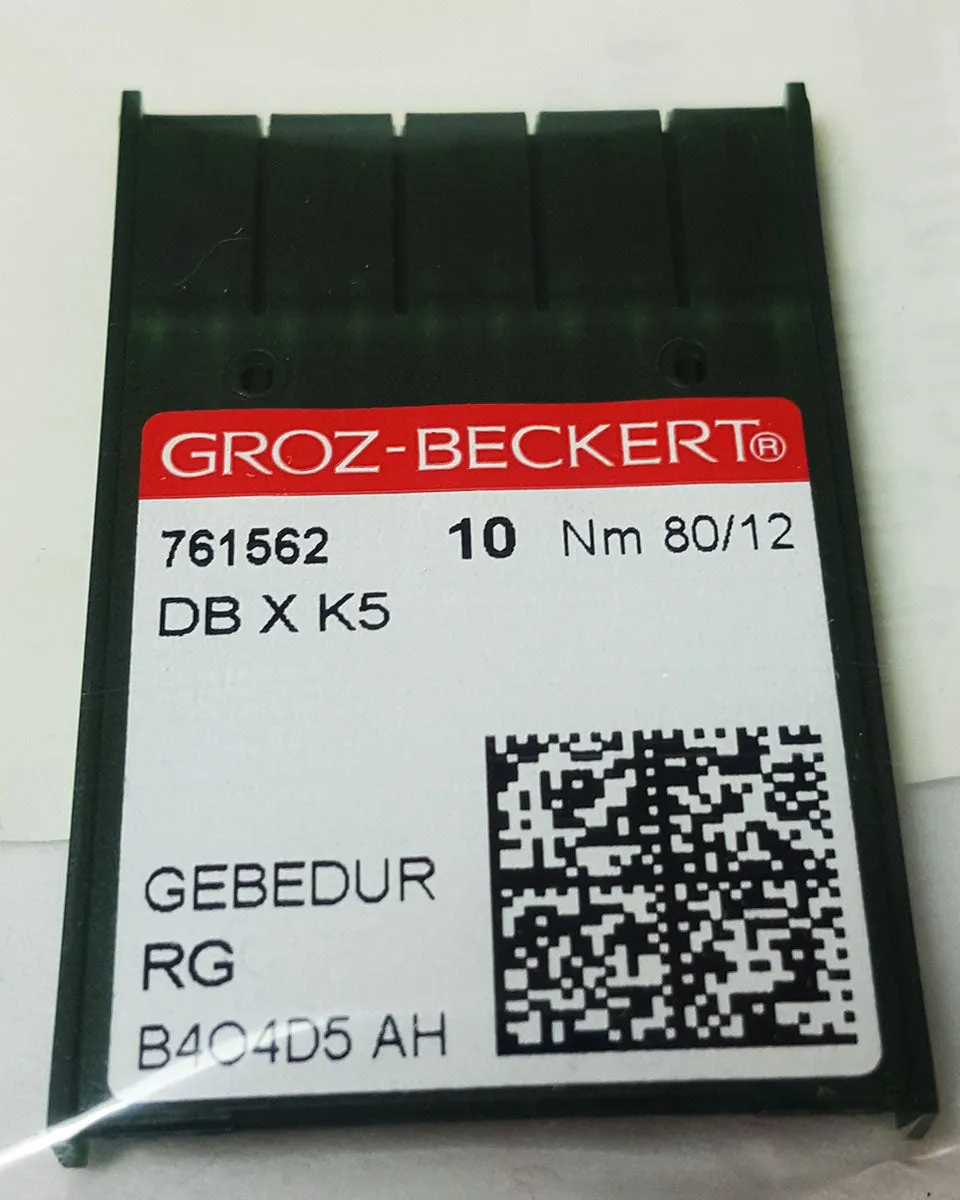 GROZ-BECKERT®
761562 10 Nm 80/12
DB X K5
GEBEDUR
RG
B4O4D5 AH